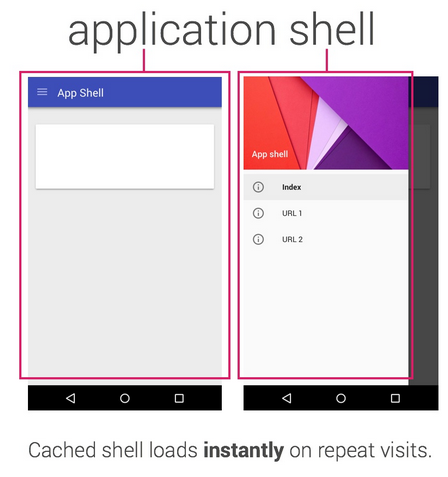 application shell
App Shell
App shell
Index
URL 1
URL 2
Cached shell loads instantly on repeat visits.